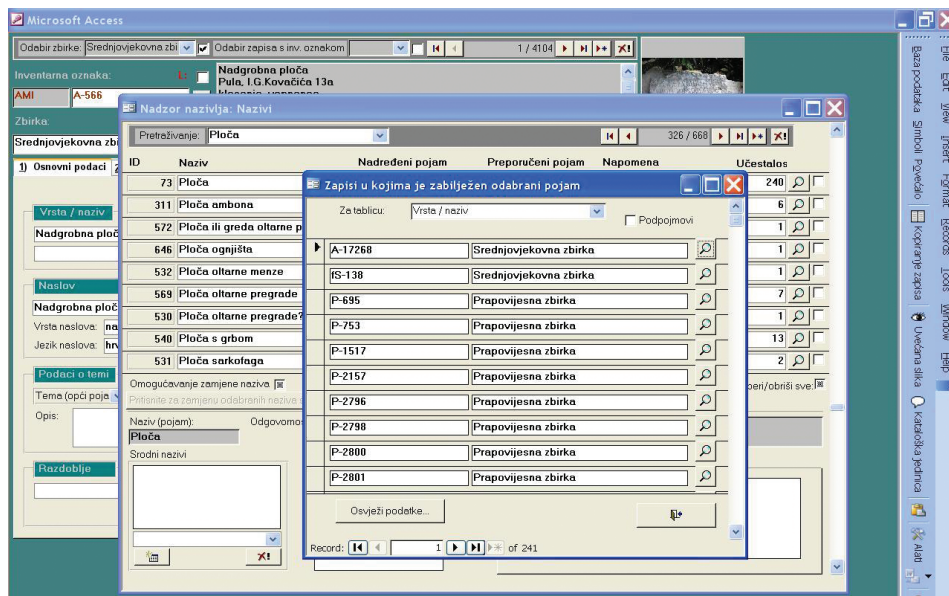 Microsoft Access
Odabir zbirke: Srednjovjekovna zbi
Odabir zapisa s inv. oznakom
1 / 4104
Inventarna oznaka:
Nadgrobna ploča
Pula, I.G.Kovačića 13a
AMI A-566
Zbirka:
Srednjovjekovna zbi
1) Osnovni podaci
Vrsta / naziv
Nadgrobna ploč
Naslov
Nadgrobna ploč
Vrsta naslova: na
Jezik naslova: hrv
Podaci o temi
Tema (opći poja
Opis:
Razdoblje
Nadzor nazivlja: Nazivi
Pretraživanje: Ploča
326 / 668
ID Naziv Nadređeni pojam Preporučeni pojam Napomena Učestalos
73 Ploča 240
311 Ploča ambona 6
572 Ploča ili greda oltarne p 1
646 Ploča ognjišta 1
532 Ploča oltarne menze 1
569 Ploča oltarne pregrade 7
530 Ploča oltarne pregrade? 1
540 Ploča s grbom 13
531 Ploča sarkofaga 2
Omogućavanje zamjene naziva
Pritisnite za zamjenu odabranih naziva
beri/obriši sve:
Naziv (pojam): Odgovornos
Ploča
Srodni nazivi
Zapisi u kojima je zabilježen odabrani pojam
Za tablicu: Vrsta / naziv
Podpojmovi
A-17268 Srednjovjekovna zbirka
fS-138 Srednjovjekovna zbirka
P-695 Prapovijesna zbirka
P-753 Prapovijesna zbirka
P-1517 Prapovijesna zbirka
P-2157 Prapovijesna zbirka
P-2796 Prapovijesna zbirka
P-2798 Prapovijesna zbirka
P-2800 Prapovijesna zbirka
P-2801 Prapovijesna zbirka
Osvježi podatke...
Record: 1 of 241
File Edit View Insert Format Records Tools Window Help
Baza podataka Simboli Povećalo Kopiranje zapisa Uvećana slika Kataloška jedinica Alati